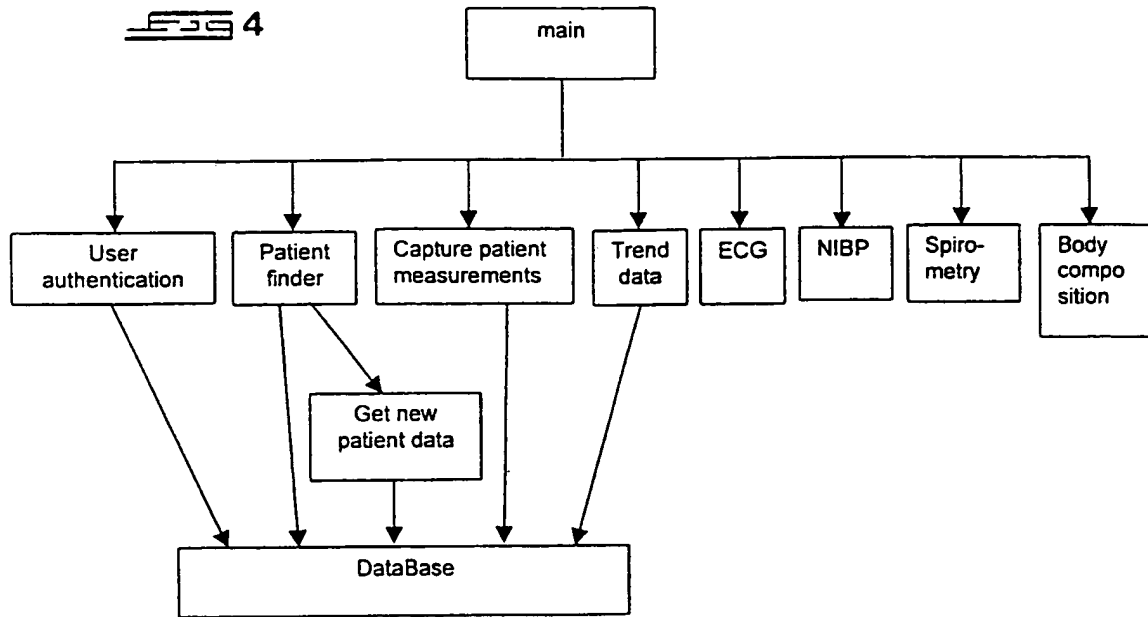 FIG 4
main
User
authentication
Patient
finder
Capture patient
measurements
Trend
data
ECG
NIBP
Spiro-
metry
Body
compo
sition
Get new
patient data
DataBase